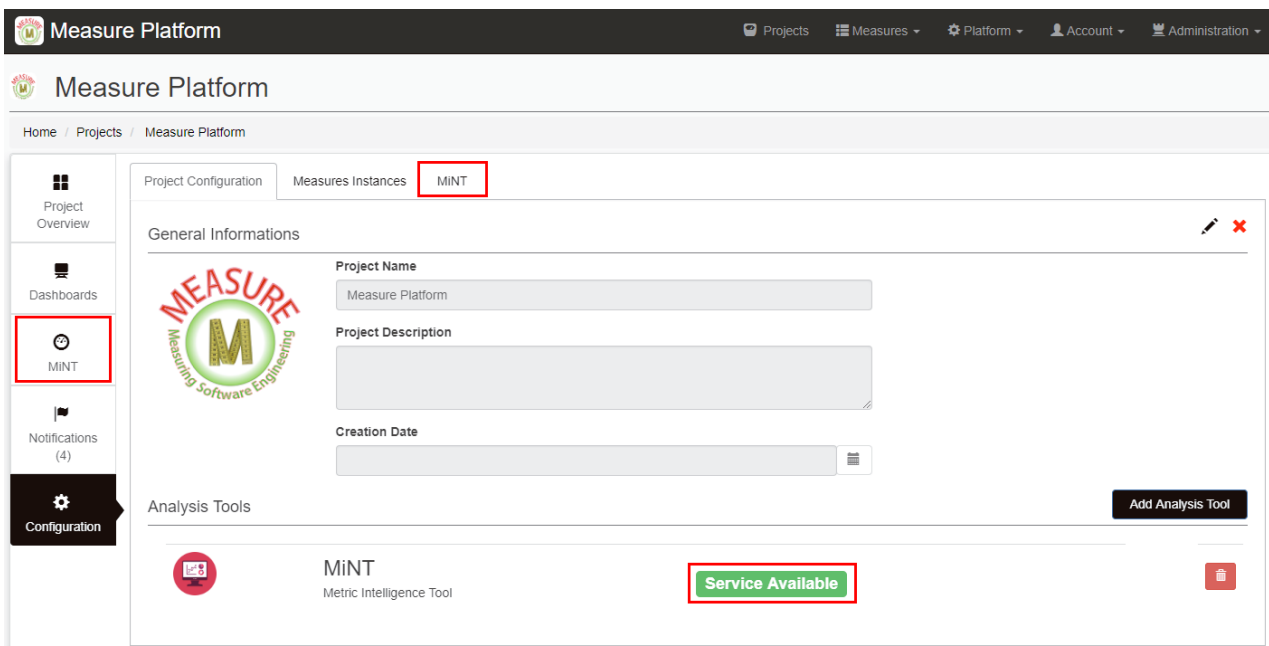 Measure Platform
Projects
Measures
Platform
Account
Administration
MEASURE
M
Measure Platform
Home / Projects / Measure Platform
Project
Overview
Dashboards
MiNT
Notifications
(4)
Configuration
Project Configuration
Measures Instances
MiNT
General Informations
MEASURE
M
Measuring Software Engineering
Project Name
Measure Platform
Project Description
Creation Date
Analysis Tools
Add Analysis Tool
MiNT
Metric Intelligence Tool
Service Available